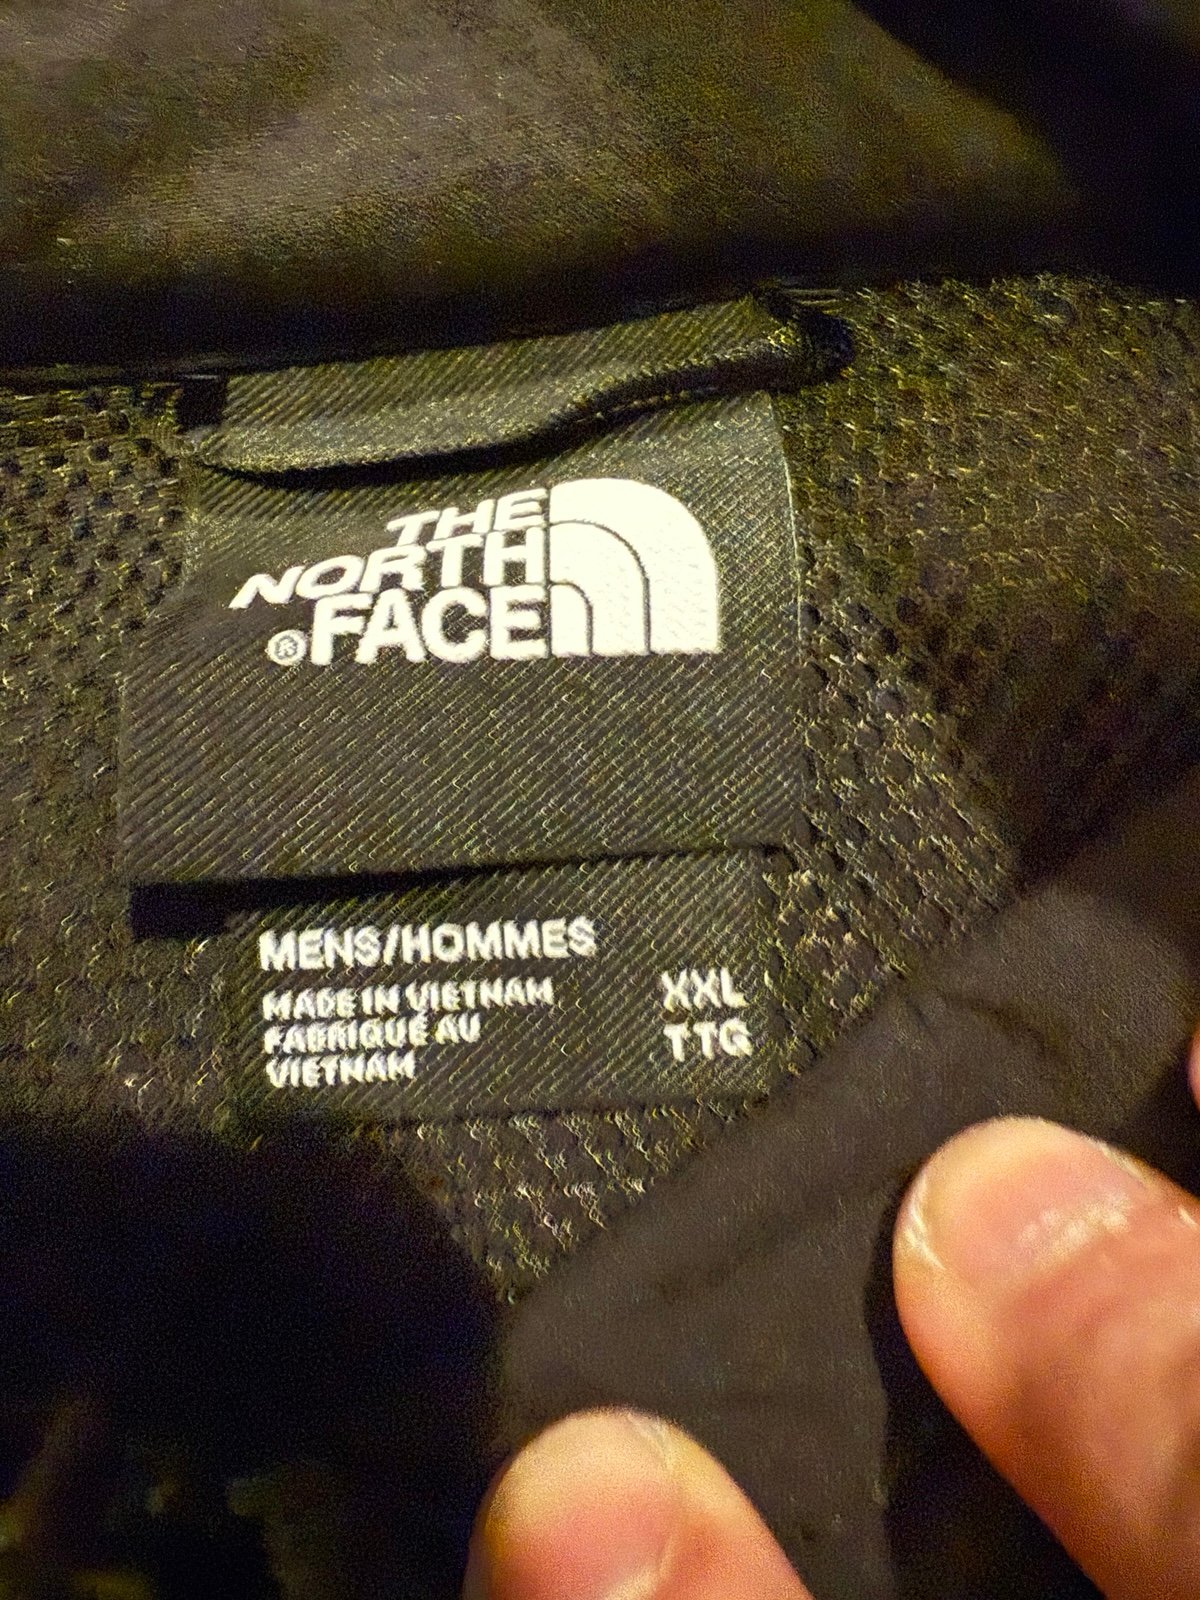 THE
NORTH
®FACE
MENS/HOMMES
MADE IN VIETNAM
FABRIQUÉ AU
VIETNAM
XXL
TTG